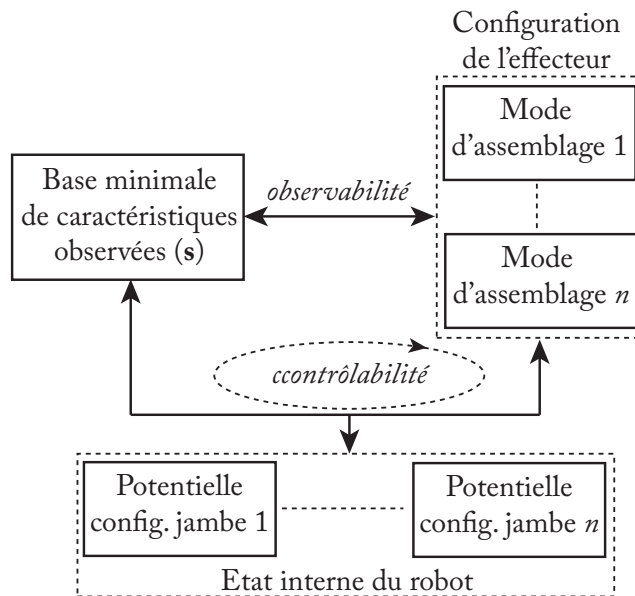 Configuration
de l'effecteur
Mode
d'assemblage 1
Base minimale
de caractéristiques
observées (s)
observabilité
Mode
d'assemblage n
ccontrôlabilité
Potentielle
config. jambe 1
Potentielle
config. jambe n
Etat interne du robot